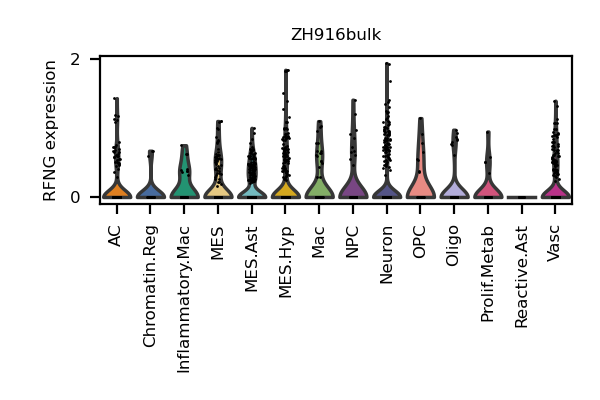 ZH916bulk
RFNG expression
2
0
AC
Chromatin.Reg
Inflammatory.Mac
MES
MES.Ast
MES.Hyp
Mac
NPC
Neuron
OPC
Oligo
Prolif.Metab
Reactive.Ast
Vasc